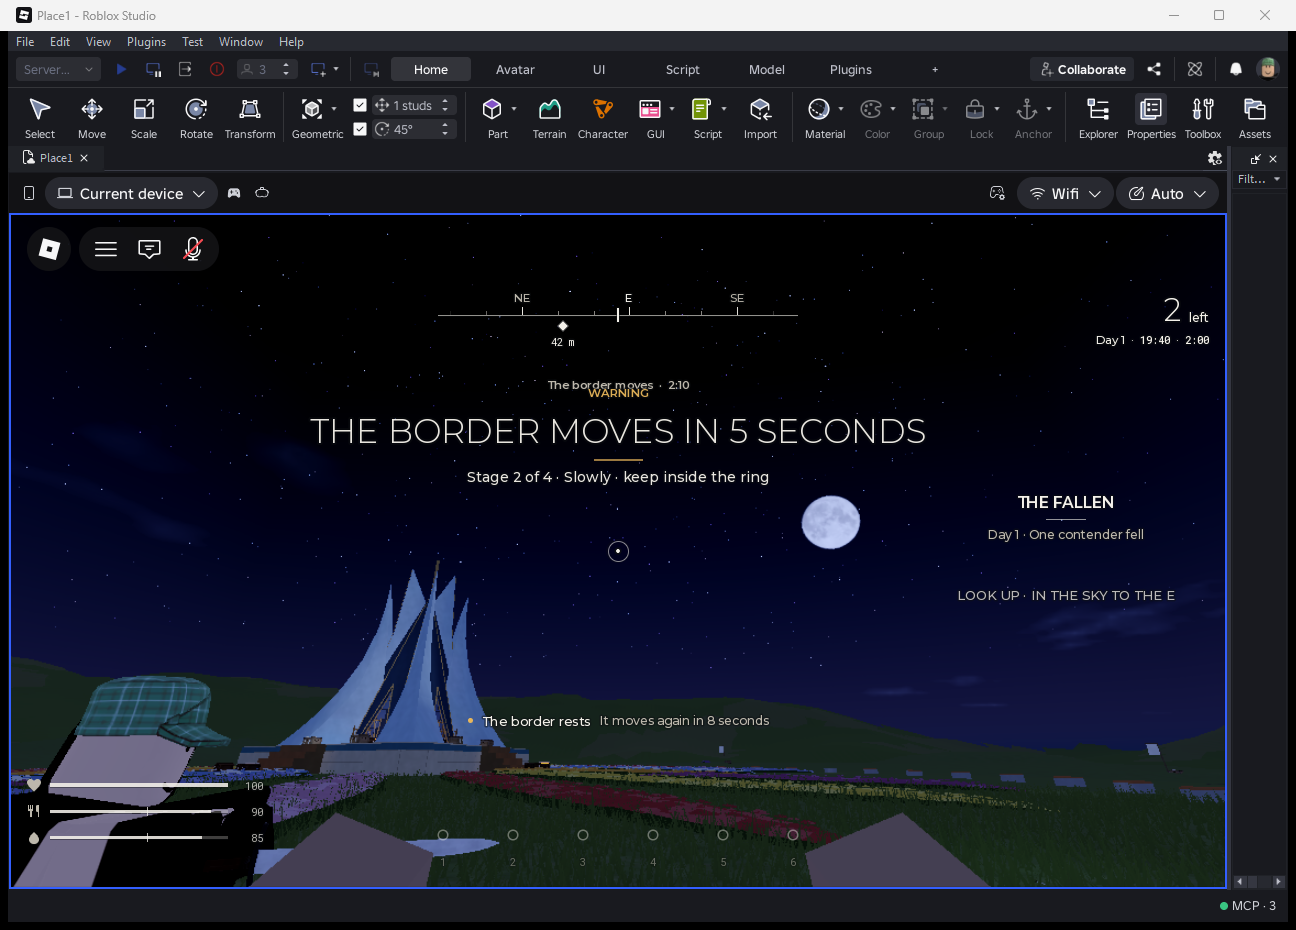 Place1 - Roblox Studio
File Edit View Plugins Test Window Help
Server... 3 Home Avatar UI Script Model Plugins + Collaborate
1 studs
45°
Select Move Scale Rotate Transform Geometric Part Terrain Character GUI Script Import Material Color Group Lock Anchor Explorer Properties Toolbox Assets
Place1
Filt...
Current device Wifi Auto
NE E SE
42 m
2 left
Day 1 · 19:40 · 2:00
The border moves · 2:10
WARNING
THE BORDER MOVES IN 5 SECONDS
Stage 2 of 4 · Slowly · keep inside the ring
THE FALLEN
Day 1 · One contender fell
LOOK UP · IN THE SKY TO THE E
The border rests It moves again in 8 seconds
100
90
85
1 2 3 4 5 6
MCP · 3